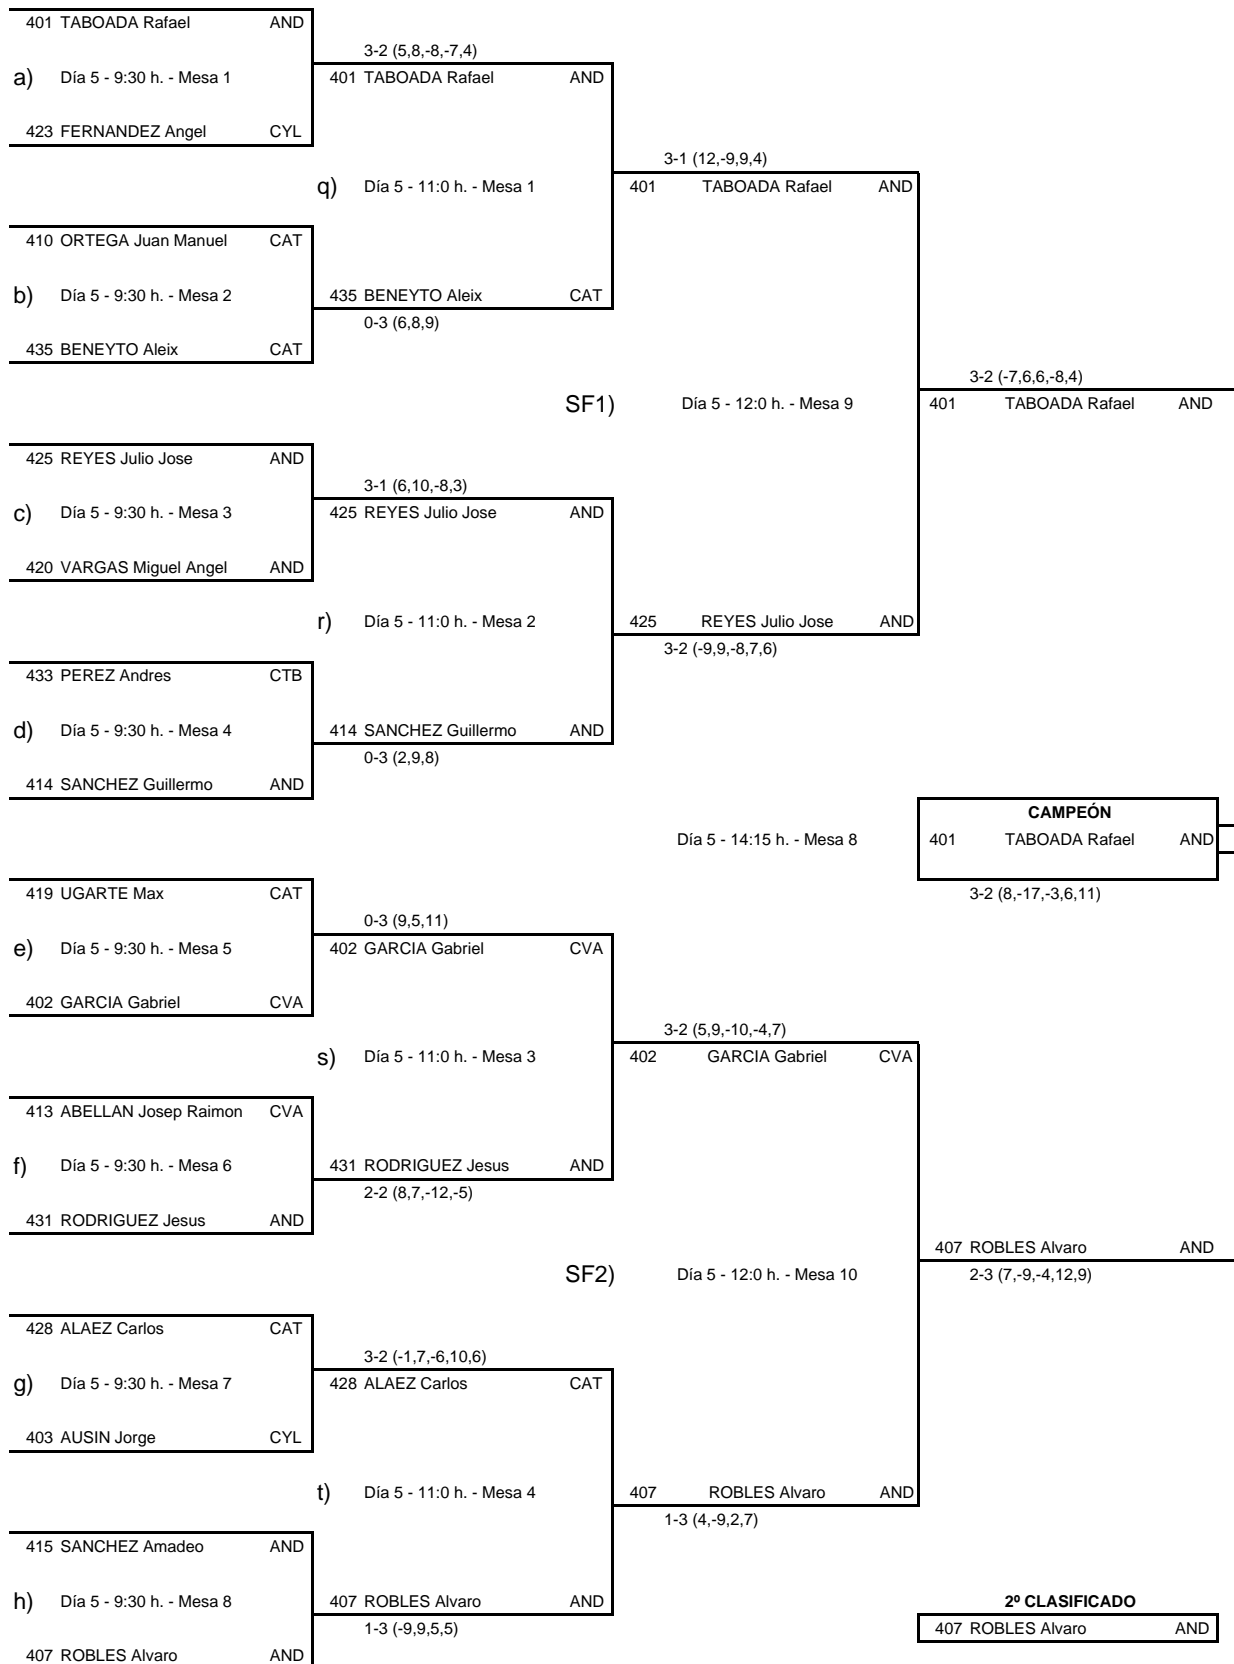 401 TABOADA Rafael AND
3-2 (5,8,-8,-7,4)
a) Día 5 - 9:30 h. - Mesa 1
401 TABOADA Rafael AND
423 FERNANDEZ Angel CYL
3-1 (12,-9,9,4)
q) Día 5 - 11:0 h. - Mesa 1
401 TABOADA Rafael AND
410 ORTEGA Juan Manuel CAT
b) Día 5 - 9:30 h. - Mesa 2
435 BENEYTO Aleix CAT
0-3 (6,8,9)
435 BENEYTO Aleix CAT
3-2 (-7,6,6,-8,4)
SF1) Día 5 - 12:0 h. - Mesa 9
401 TABOADA Rafael AND
425 REYES Julio Jose AND
3-1 (6,10,-8,3)
c) Día 5 - 9:30 h. - Mesa 3
425 REYES Julio Jose AND
420 VARGAS Miguel Angel AND
r) Día 5 - 11:0 h. - Mesa 2
425 REYES Julio Jose AND
3-2 (-9,9,-8,7,6)
433 PEREZ Andres CTB
d) Día 5 - 9:30 h. - Mesa 4
414 SANCHEZ Guillermo AND
0-3 (2,9,8)
414 SANCHEZ Guillermo AND
CAMPEÓN
Día 5 - 14:15 h. - Mesa 8
401 TABOADA Rafael AND
3-2 (8,-17,-3,6,11)
419 UGARTE Max CAT
0-3 (9,5,11)
e) Día 5 - 9:30 h. - Mesa 5
402 GARCIA Gabriel CVA
402 GARCIA Gabriel CVA
3-2 (5,9,-10,-4,7)
s) Día 5 - 11:0 h. - Mesa 3
402 GARCIA Gabriel CVA
413 ABELLAN Josep Raimon CVA
f) Día 5 - 9:30 h. - Mesa 6
431 RODRIGUEZ Jesus AND
2-2 (8,7,-12,-5)
431 RODRIGUEZ Jesus AND
407 ROBLES Alvaro AND
SF2) Día 5 - 12:0 h. - Mesa 10
2-3 (7,-9,-4,12,9)
428 ALAEZ Carlos CAT
3-2 (-1,7,-6,10,6)
g) Día 5 - 9:30 h. - Mesa 7
428 ALAEZ Carlos CAT
403 AUSIN Jorge CYL
t) Día 5 - 11:0 h. - Mesa 4
407 ROBLES Alvaro AND
1-3 (4,-9,2,7)
415 SANCHEZ Amadeo AND
h) Día 5 - 9:30 h. - Mesa 8
407 ROBLES Alvaro AND
1-3 (-9,9,5,5)
2º CLASIFICADO
407 ROBLES Alvaro AND
407 ROBLES Alvaro AND